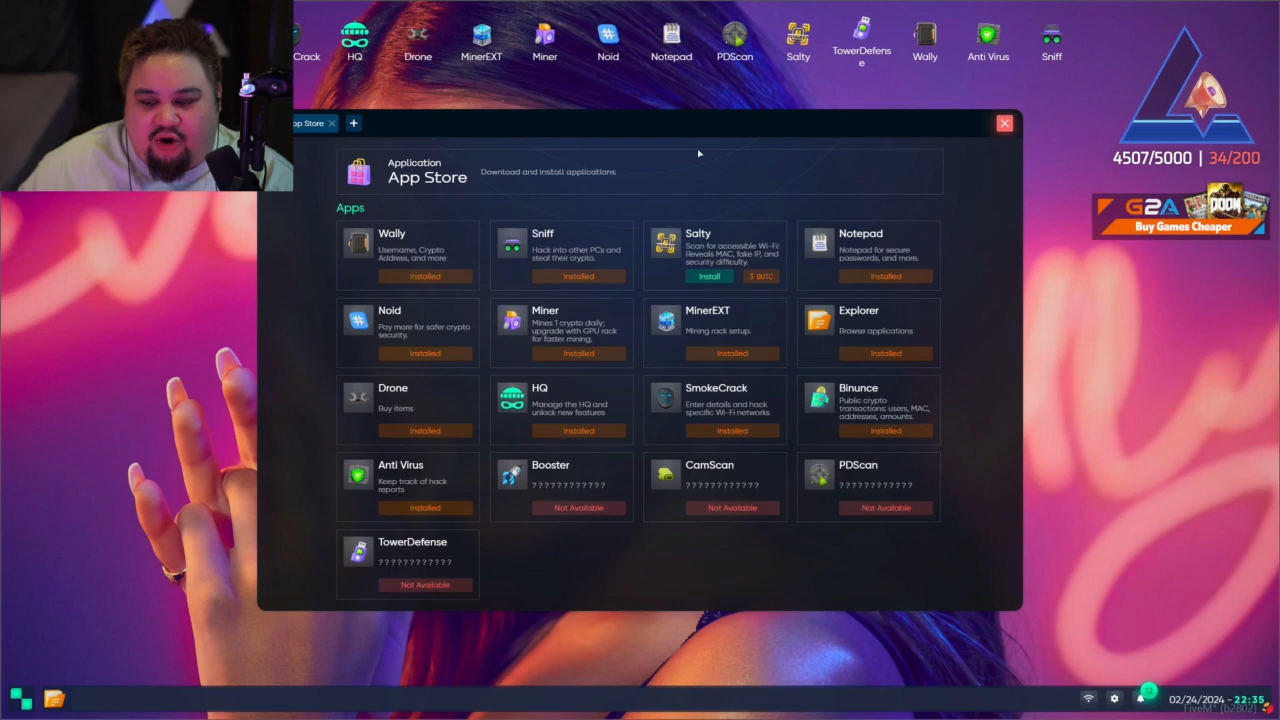 Crack
HQ
Drone
MinerEXT
Miner
Noid
Notepad
PDScan
Salty
TowerDefens
e
Wally
Anti Virus
Sniff
4507/5000 | 34/200
G2A
DOOM
Buy Games Cheaper
pp Store
Application
App Store
Download and install applications
Apps
Wally
Username, Crypto
Address, and more
Installed
Sniff
Hack into other PCs and
steal their crypto.
Installed
Salty
Scan for accessible Wi-Fi:
Reveals MAC, fake IP, and
security difficulty.
Install
3 BUTC
Notepad
Notepad for secure
passwords, and more.
Installed
Noid
Pay more for safer crypto
security.
Installed
Miner
Mines 1 crypto daily;
upgrade with GPU rack
for faster mining.
Installed
MinerEXT
Mining rack setup.
Installed
Explorer
Browse applications
Installed
Drone
Buy items
Installed
HQ
Manage the HQ and
unlock new features
Installed
SmokeCrack
Enter details and hack
specific Wi-Fi networks
Installed
Binunce
Public crypto
transactions: users, MAC,
addresses, amounts.
Installed
Anti Virus
Keep track of hack
reports
Installed
Booster
????????????
Not Available
CamScan
????????????
Not Available
PDScan
????????????
Not Available
TowerDefense
????????????
Not Available
12
02/24/2024 - 22:35
FiveM* (b2802)